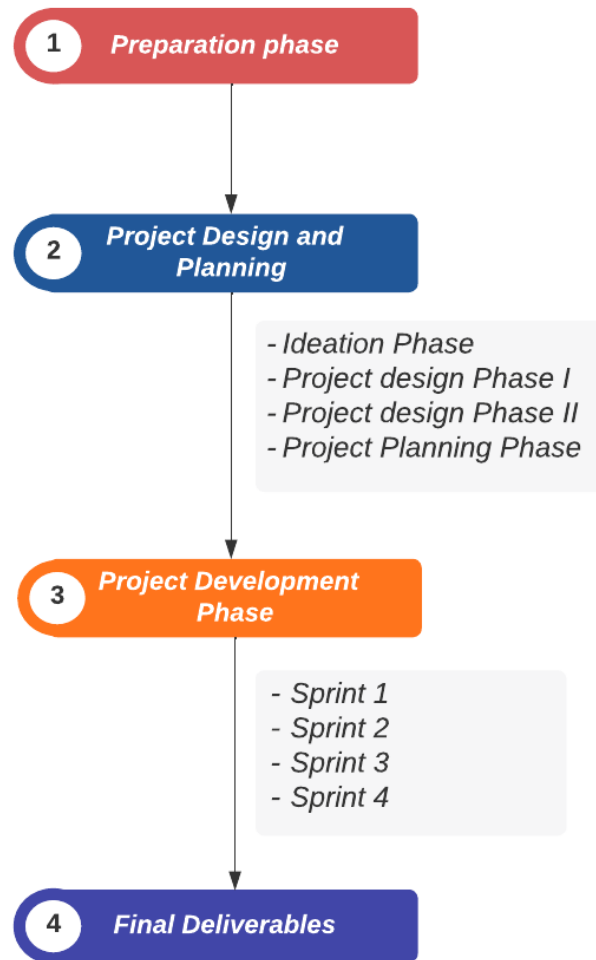 1
Preparation phase
2
Project Design and
Planning
- Ideation Phase
- Project design Phase I
- Project design Phase II
- Project Planning Phase
3
Project Development
Phase
- Sprint 1
- Sprint 2
- Sprint 3
- Sprint 4
4
Final Deliverables